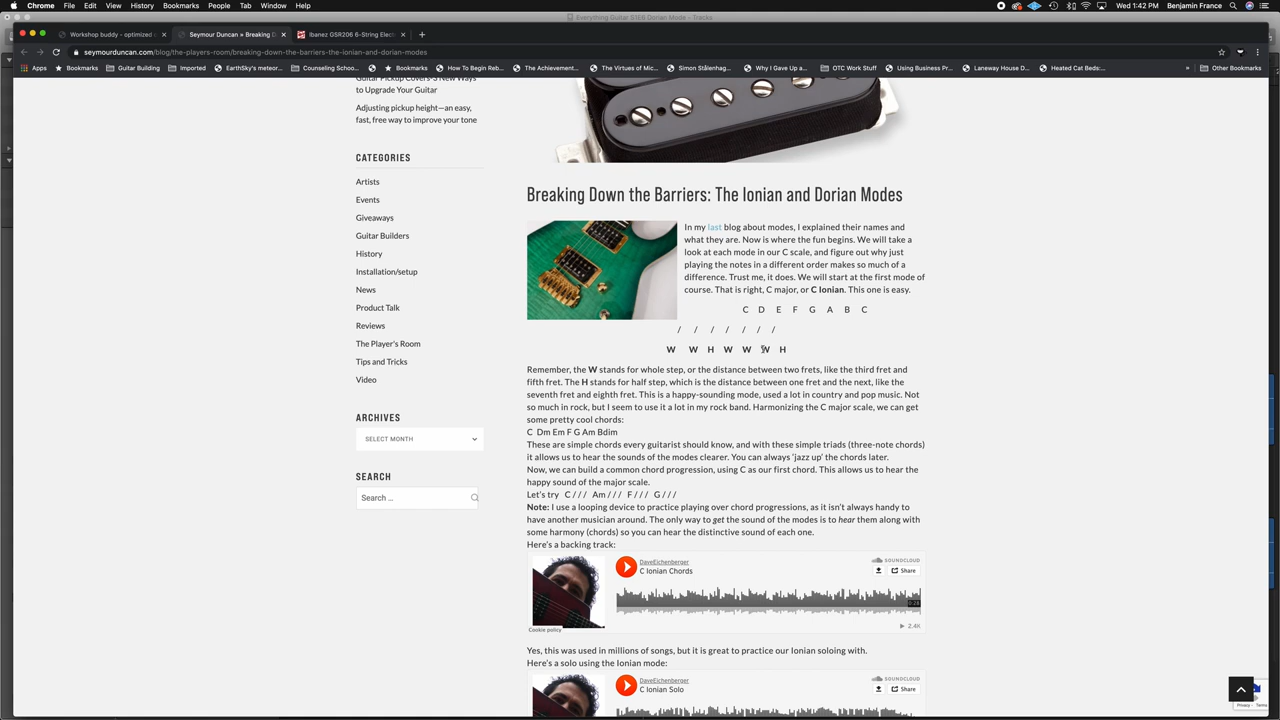 Chrome File Edit View History Bookmarks People Tab Window Help Wed 1:42 PM Benjamin France
Everything Guitar S1E6 Dorian Mode - Tracks
Workshop buddy - optimized Seymour Duncan » Breaking D Ibanez GSR206 6-String Elect
seymourduncan.com/blog/the-players-room/breaking-down-the-barriers-the-ionian-and-dorian-modes
Apps Bookmarks Guitar Building Imported EarthSky's meteor... Counseling School... Bookmarks How To Begin Reb... The Achievement... The Virtues of Mic... Simon Stålenhag... Why I Gave Up a... OTC Work Stuff Using Business Pr... Laneway House D... Heated Cat Beds:... » Other Bookmarks
Guitar Pickup Covers-3 New Ways
to Upgrade Your Guitar
Adjusting pickup height—an easy,
fast, free way to improve your tone
CATEGORIES
Artists
Events
Giveaways
Guitar Builders
History
Installation/setup
News
Product Talk
Reviews
The Player's Room
Tips and Tricks
Video
ARCHIVES
SELECT MONTH
SEARCH
Search ...
Breaking Down the Barriers: The Ionian and Dorian Modes
In my last blog about modes, I explained their names and
what they are. Now is where the fun begins. We will take a
look at each mode in our C scale, and figure out why just
playing the notes in a different order makes so much of a
difference. Trust me, it does. We will start at the first mode of
course. That is right, C major, or C Ionian. This one is easy.
C D E F G A B C
/ / / / / / /
W W H W W W H
Remember, the W stands for whole step, or the distance between two frets, like the third fret and
fifth fret. The H stands for half step, which is the distance between one fret and the next, like the
seventh fret and eighth fret. This is a happy-sounding mode, used a lot in country and pop music. Not
so much in rock, but I seem to use it a lot in my rock band. Harmonizing the C major scale, we can get
some pretty cool chords:
C Dm Em F G Am Bdim
These are simple chords every guitarist should know, and with these simple triads (three-note chords)
it allows us to hear the sounds of the modes clearer. You can always 'jazz up' the chords later.
Now, we can build a common chord progression, using C as our first chord. This allows us to hear the
happy sound of the major scale.
Let's try C / / / Am / / / F / / / G / / /
Note: I use a looping device to practice playing over chord progressions, as it isn't always handy to
have another musician around. The only way to get the sound of the modes is to hear them along with
some harmony (chords) so you can hear the distinctive sound of each one.
Here's a backing track:
DaveEichenberger
C Ionian Chords
SOUNDCLOUD
Share
Cookie policy
2.4K
Yes, this was used in millions of songs, but it is great to practice our Ionian soloing with.
Here's a solo using the Ionian mode:
DaveEichenberger
C Ionian Solo
SOUNDCLOUD
Share
Privacy - Terms